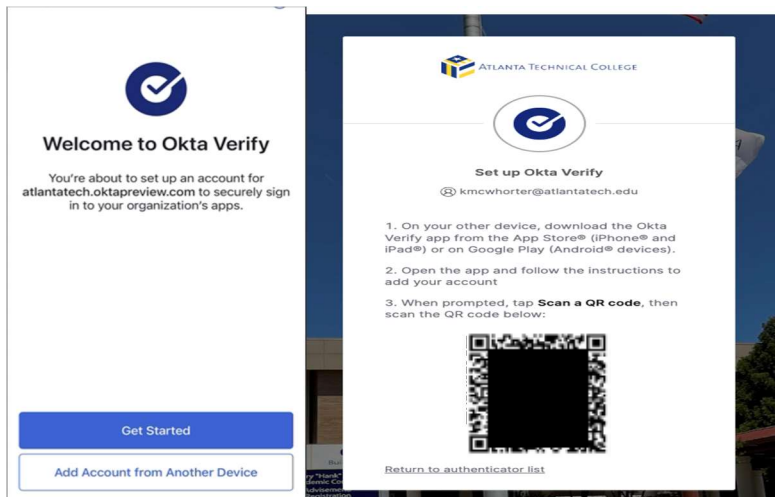 Welcome to Okta Verify
You're about to set up an account for
atlantatech.oktapreview.com to securely sign
in to your organization's apps.
Get Started
Add Account from Another Device
ATLANTA TECHNICAL COLLEGE
Set up Okta Verify
kmcwhorter@atlantatech.edu
1. On your other device, download the Okta
Verify app from the App Store® (iPhone® and
iPad®) or on Google Play (Android® devices).
2. Open the app and follow the instructions to
add your account
3. When prompted, tap Scan a QR code, then
scan the QR code below:
Return to authenticator list
"Hank"